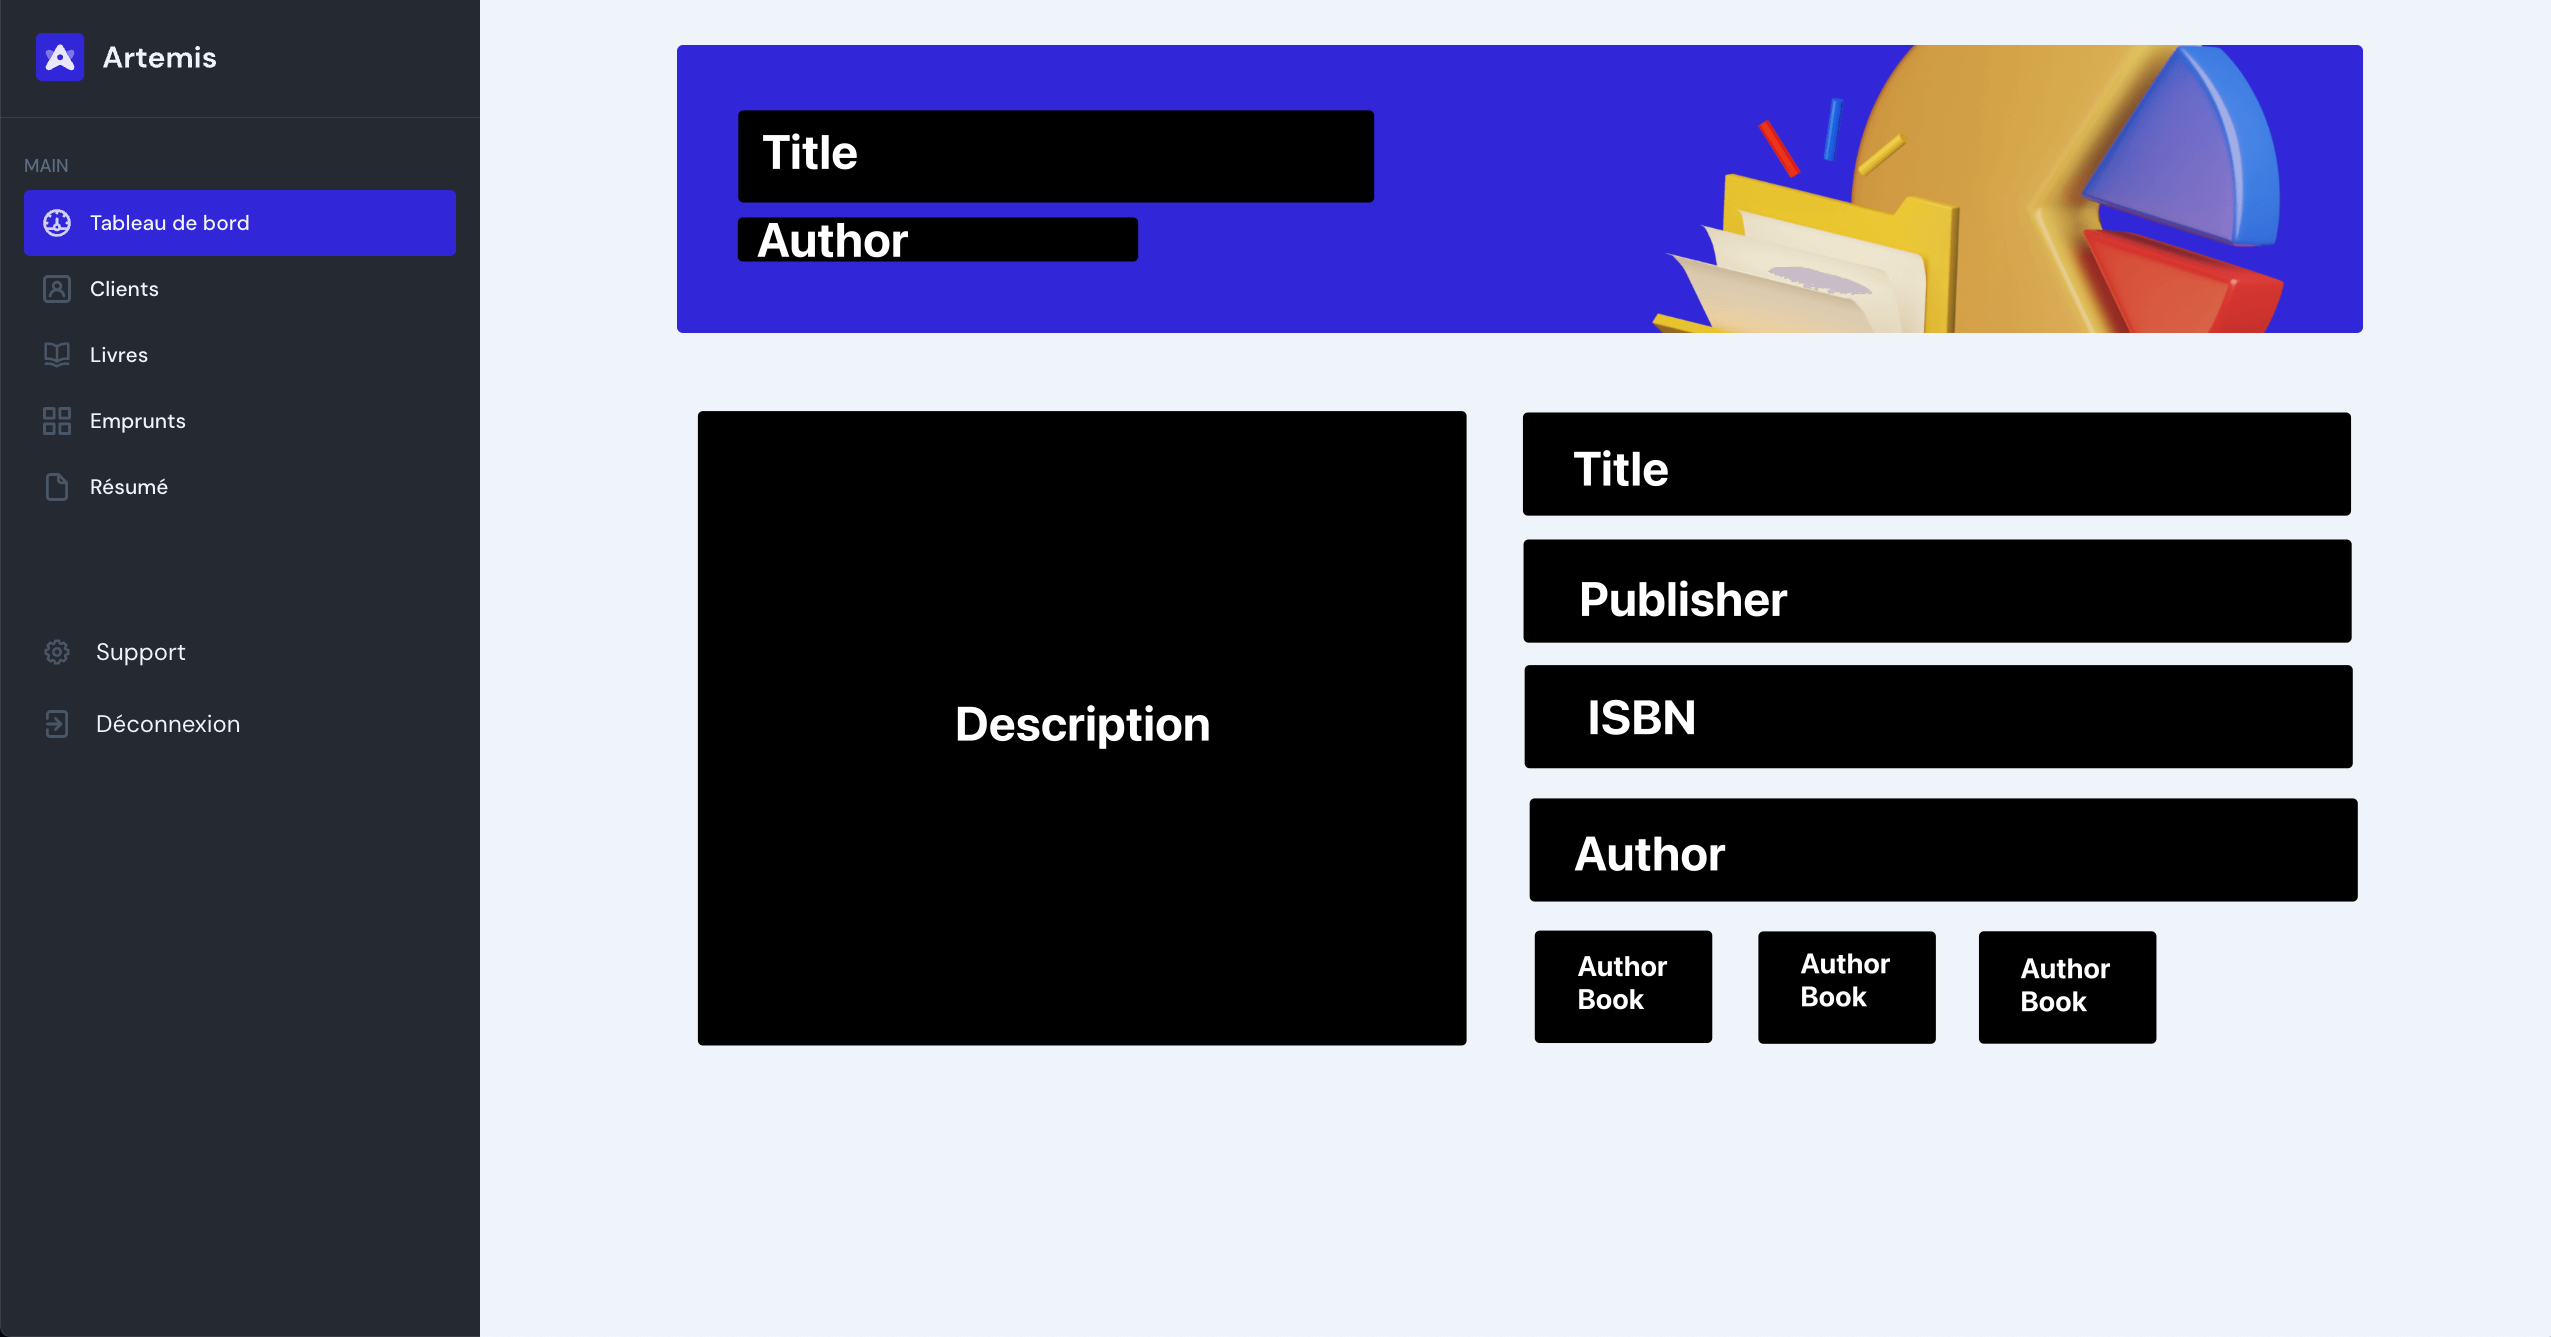 Artemis
MAIN
Tableau de bord
Clients
Livres
Emprunts
Résumé
Support
Déconnexion
Title
Author
Description
Title
Publisher
ISBN
Author
Author
Book
Author
Book
Author
Book